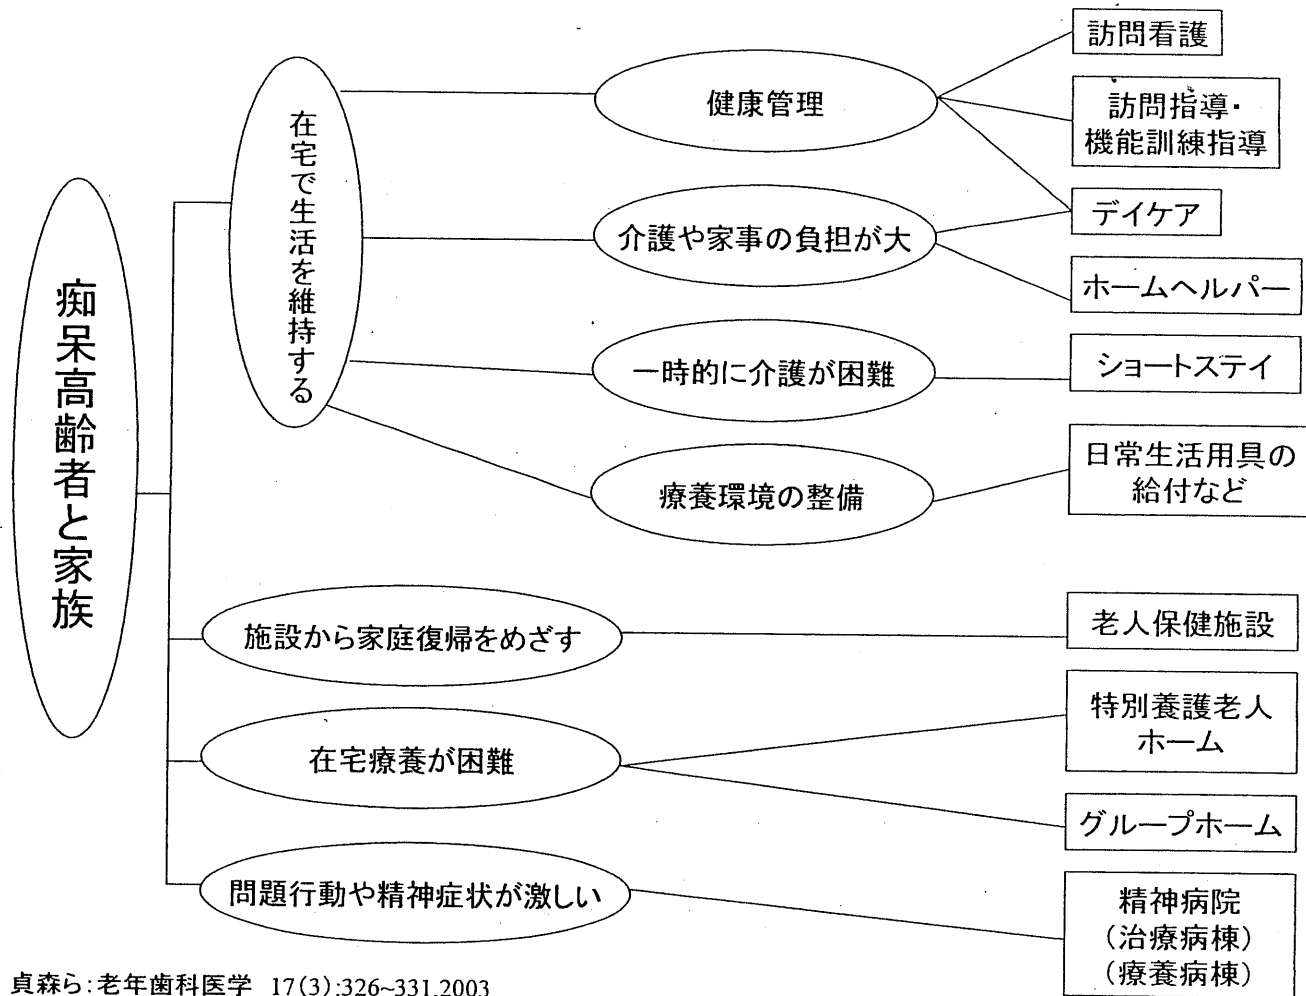 痴呆高齢者と家族
在宅で生活を維持する
健康管理
介護や家事の負担が大
一時的に介護が困難
療養環境の整備
訪問看護
訪問指導・
機能訓練指導
デイケア
ホームヘルパー
ショートステイ
日常生活用具の
給付など
施設から家庭復帰をめざす
老人保健施設
在宅療養が困難
特別養護老人
ホーム
グループホーム
問題行動や精神症状が激しい
精神病院
(治療病棟)
(療養病棟)
貞森ら:老年歯科医学 17(3):326~331,2003